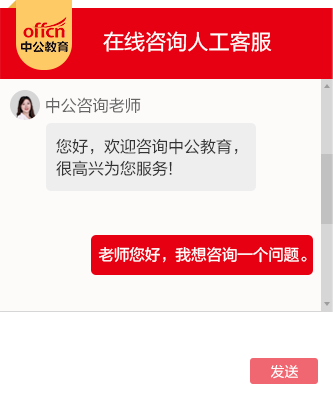 offcn
中公教育
在线咨询人工客服
中公咨询老师
您好，欢迎咨询中公教育，
很高兴为您服务!
老师您好，我想咨询一个问题。
发送